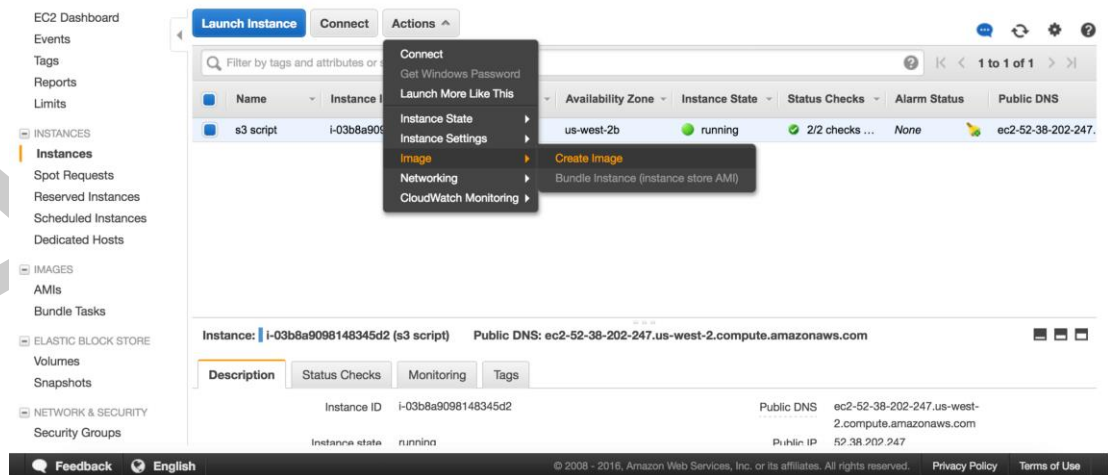 EC2 Dashboard
Events
Tags
Reports
Limits
INSTANCES
Instances
Spot Requests
Reserved Instances
Scheduled Instances
Dedicated Hosts
IMAGES
AMIs
Bundle Tasks
ELASTIC BLOCK STORE
Volumes
Snapshots
NETWORK & SECURITY
Security Groups
Launch Instance Connect Actions
Filter by tags and attributes or 1 to 1 of 1
Connect
Get Windows Password
Launch More Like This
Instance State
Instance Settings
Image
Networking
CloudWatch Monitoring
Create Image
Bundle Instance (instance store AMI)
Name Instance Availability Zone Instance State Status Checks Alarm Status Public DNS
s3 script i-03b8a909 us-west-2b running 2/2 checks ... None ec2-52-38-202-247.
Instance: i-03b8a9098148345d2 (s3 script) Public DNS: ec2-52-38-202-247.us-west-2.compute.amazonaws.com
Description Status Checks Monitoring Tags
Instance ID i-03b8a9098148345d2 Public DNS ec2-52-38-202-247.us-west-
2.compute.amazonaws.com
Instance state running Public IP 52.38.202.247
Feedback English © 2008 - 2016, Amazon Web Services, Inc. or its affiliates. All rights reserved. Privacy Policy Terms of Use